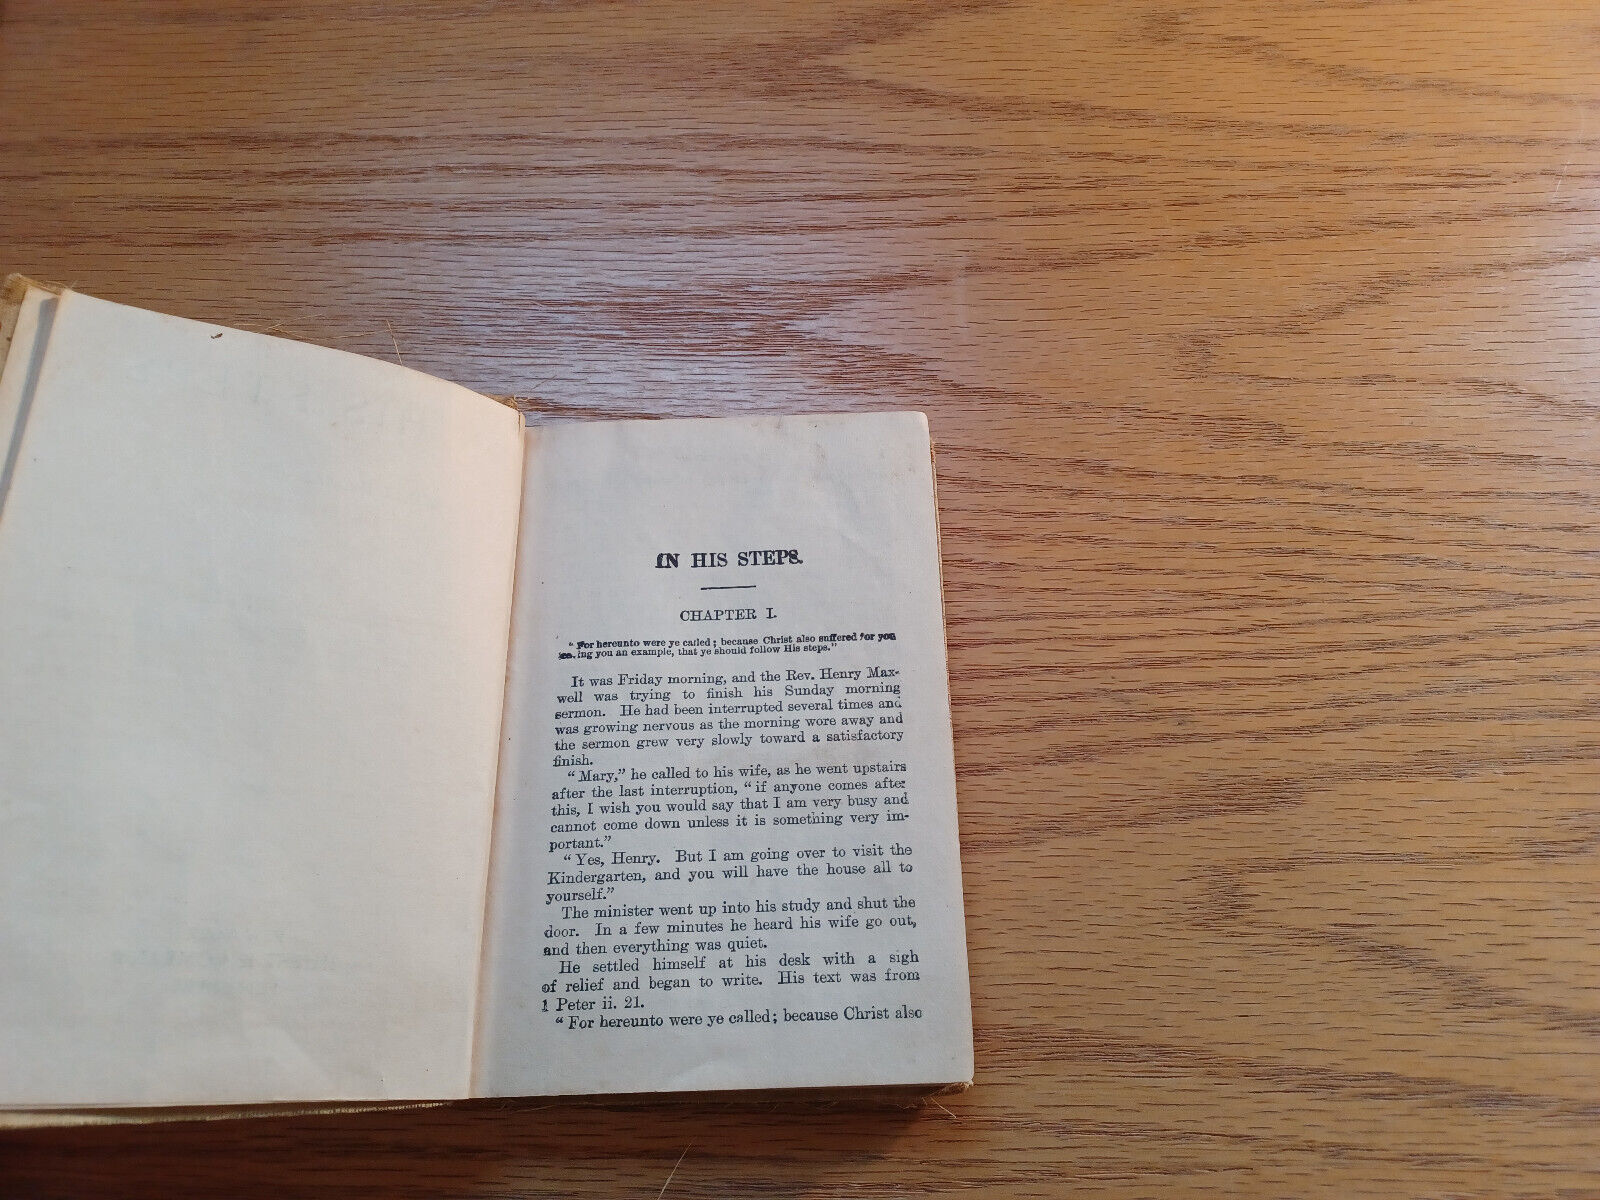 IN HIS STEPS.
CHAPTER I.
"For hereunto were ye called; because Christ also suffered for you
ing you an example, that ye should follow His steps."
It was Friday morning, and the Rev. Henry Max-
well was trying to finish his Sunday morning
sermon. He had been interrupted several times and
was growing nervous as the morning wore away and
the sermon grew very slowly toward a satisfactory
finish.
"Mary," he called to his wife, as he went upstairs
after the last interruption, "if anyone comes after
this, I wish you would say that I am very busy and
cannot come down unless it is something very im-
portant."
"Yes, Henry. But I am going over to visit the
Kindergarten, and you will have the house all to
yourself."
The minister went up into his study and shut the
door. In a few minutes he heard his wife go out,
and then everything was quiet.
He settled himself at his desk with a sigh
of relief and began to write. His text was from
1 Peter ii. 21.
"For hereunto were ye called; because Christ also